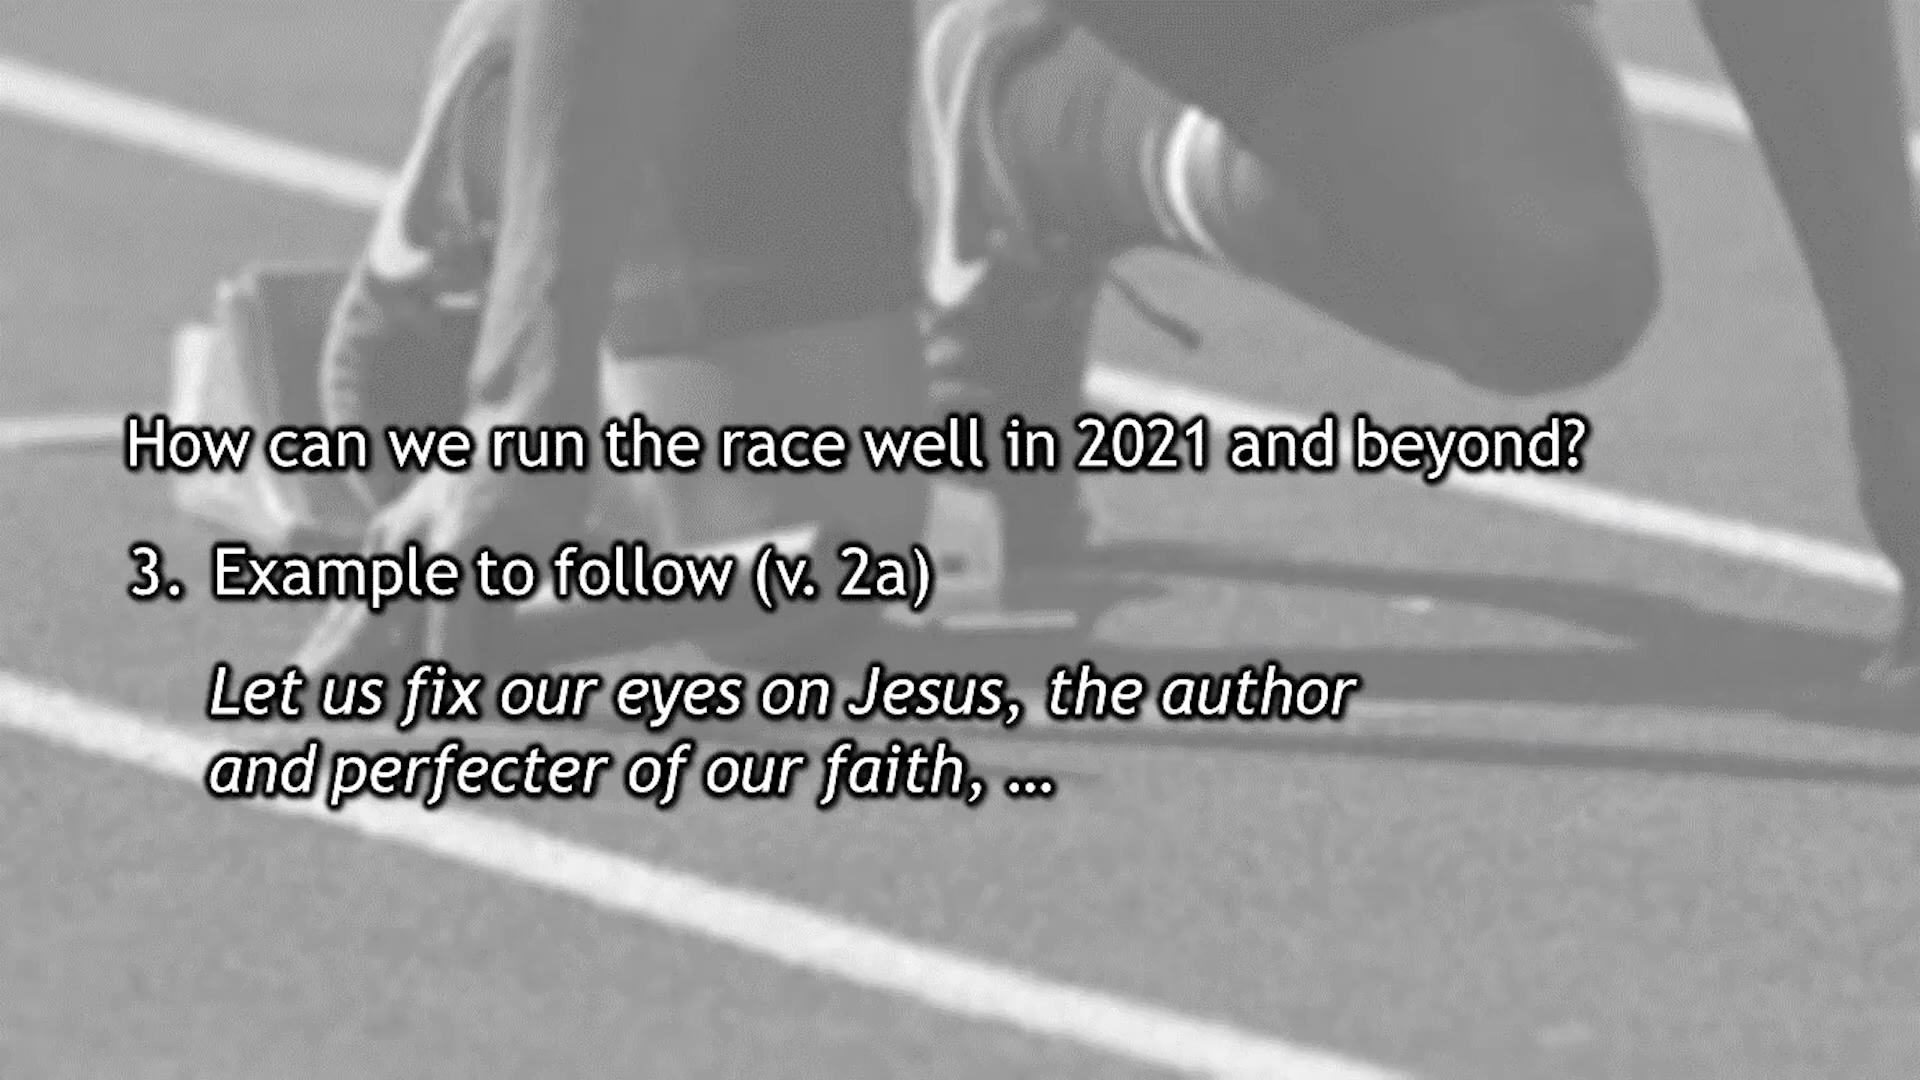 How can we run the race well in 2021 and beyond?
3. Example to follow (v. 2a)
Let us fix our eyes on Jesus, the author
and perfecter of our faith, ...